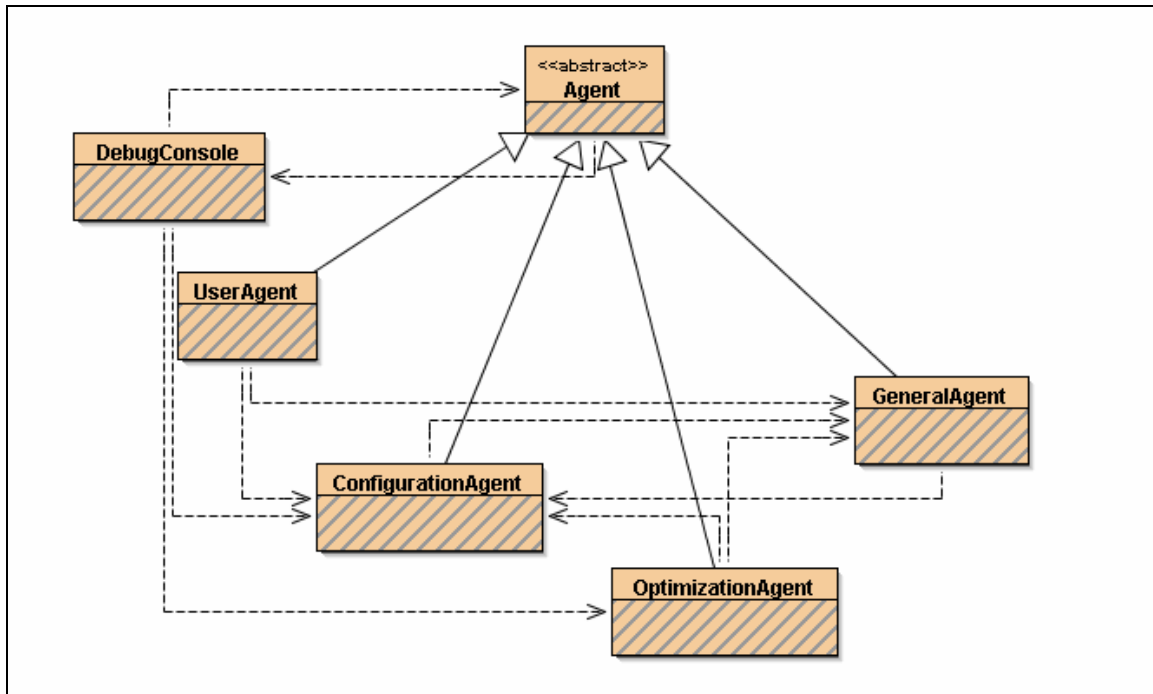 <<abstract>>
Agent
DebugConsole
UserAgent
GeneralAgent
ConfigurationAgent
OptimizationAgent